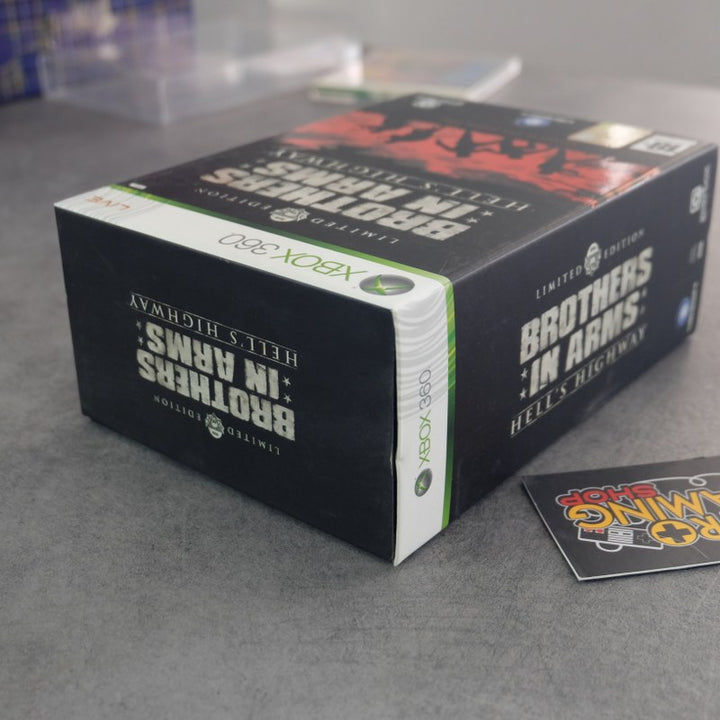 LIVE
XBOX 360
LIMITED EDITION
BROTHERS
IN ARMS
HELL'S HIGHWAY
LIMITED EDITION
BROTHERS
IN ARMS
HELL'S HIGHWAY
XBOX 360
LIMITED EDITION
BROTHERS
IN ARMS
HELL'S HIGHWAY
GAMING
SHOP